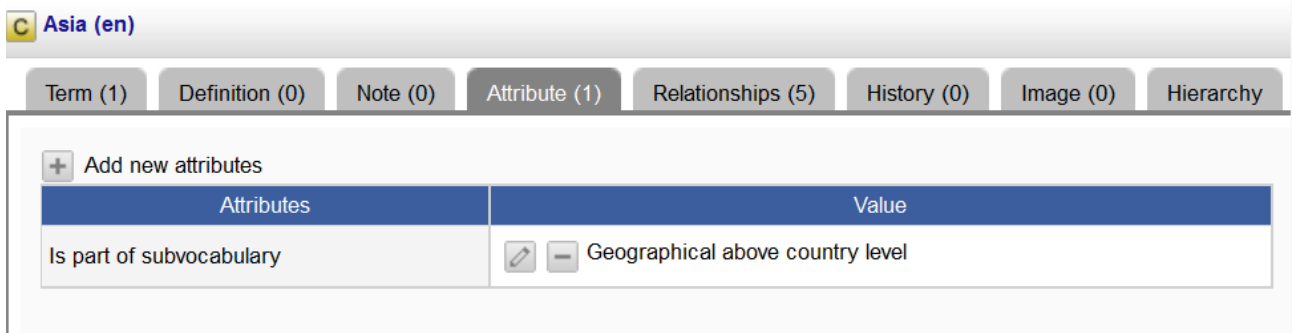 C Asia (en)
Term (1) Definition (0) Note (0) Attribute (1) Relationships (5) History (0) Image (0) Hierarchy
+ Add new attributes
Attributes Value
Is part of subvocabulary Geographical above country level